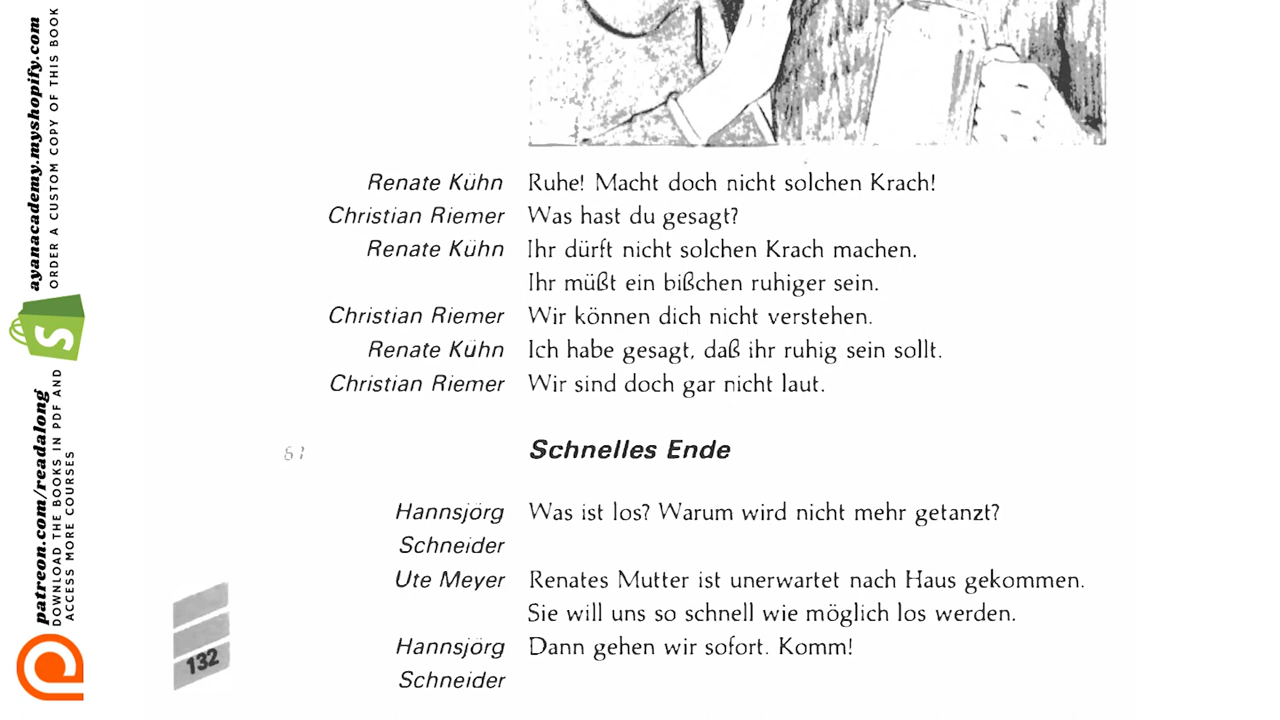 ayanacademy.myshopify.com
ORDER A CUSTOM COPY OF THIS BOOK
patreon.com/readalong
DOWNLOAD THE BOOKS IN PDF AND
ACCESS MORE COURSES
Renate Kühn Ruhe! Macht doch nicht solchen Krach!
Christian Riemer Was hast du gesagt?
Renate Kühn Ihr dürft nicht solchen Krach machen.
Ihr müßt ein bißchen ruhiger sein.
Christian Riemer Wir können dich nicht verstehen.
Renate Kühn Ich habe gesagt, daß ihr ruhig sein sollt.
Christian Riemer Wir sind doch gar nicht laut.
Schnelles Ende
Hannsjörg Was ist los? Warum wird nicht mehr getanzt?
Schneider
Ute Meyer Renates Mutter ist unerwartet nach Haus gekommen.
Sie will uns so schnell wie möglich los werden.
Hannsjörg Dann gehen wir sofort. Komm!
Schneider
132